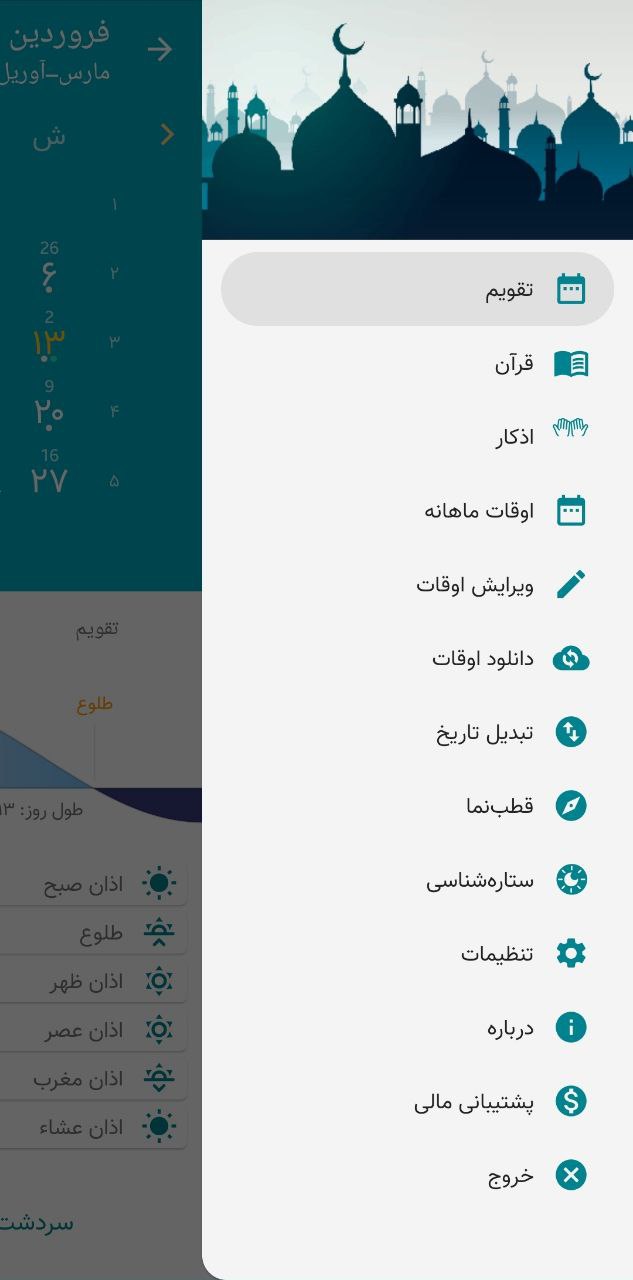 تقویم
قرآن
اذکار
اوقات ماهانه
ویرایش اوقات
دانلود اوقات
تبدیل تاریخ
قطب‌نما
ستاره‌شناسی
تنظیمات
درباره
پشتیبانی مالی
خروج
فروردین
مارس–آوریل
ش
۱
26
۲ ۶
2
۳ ۱۳
9
۴ ۲۰
16
۵ ۲۷
تقویم
طلوع
طول روز: ۱۳
اذان صبح
طلوع
اذان ظهر
اذان عصر
اذان مغرب
اذان عشاء
سردشت